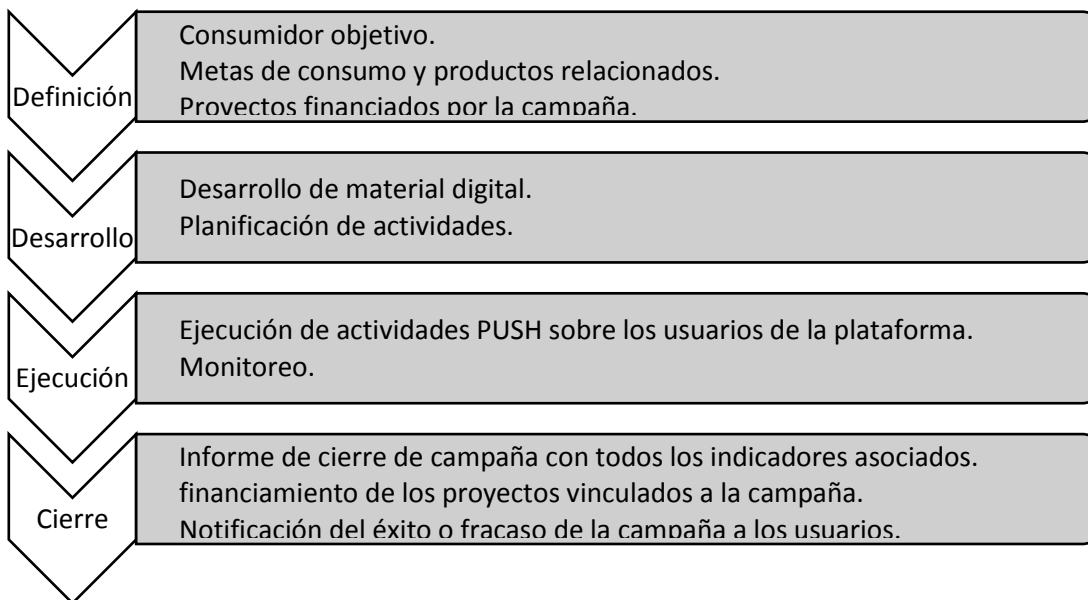 Definición
Consumidor objetivo.
Metas de consumo y productos relacionados.
Proyectos financiados por la campaña.
Desarrollo
Desarrollo de material digital.
Planificación de actividades.
Ejecución
Ejecución de actividades PUSH sobre los usuarios de la plataforma.
Monitoreo.
Cierre
Informe de cierre de campaña con todos los indicadores asociados.
financiamiento de los proyectos vinculados a la campaña.
Notificación del éxito o fracaso de la campaña a los usuarios.